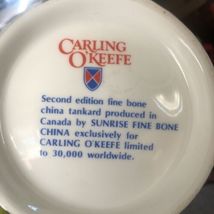 CARLING
O'KEEFE
Second edition fine bone
china tankard produced in
Canada by SUNRISE FINE BONE
CHINA exclusively for
CARLING O'KEEFE limited
to 30,000 worldwide.